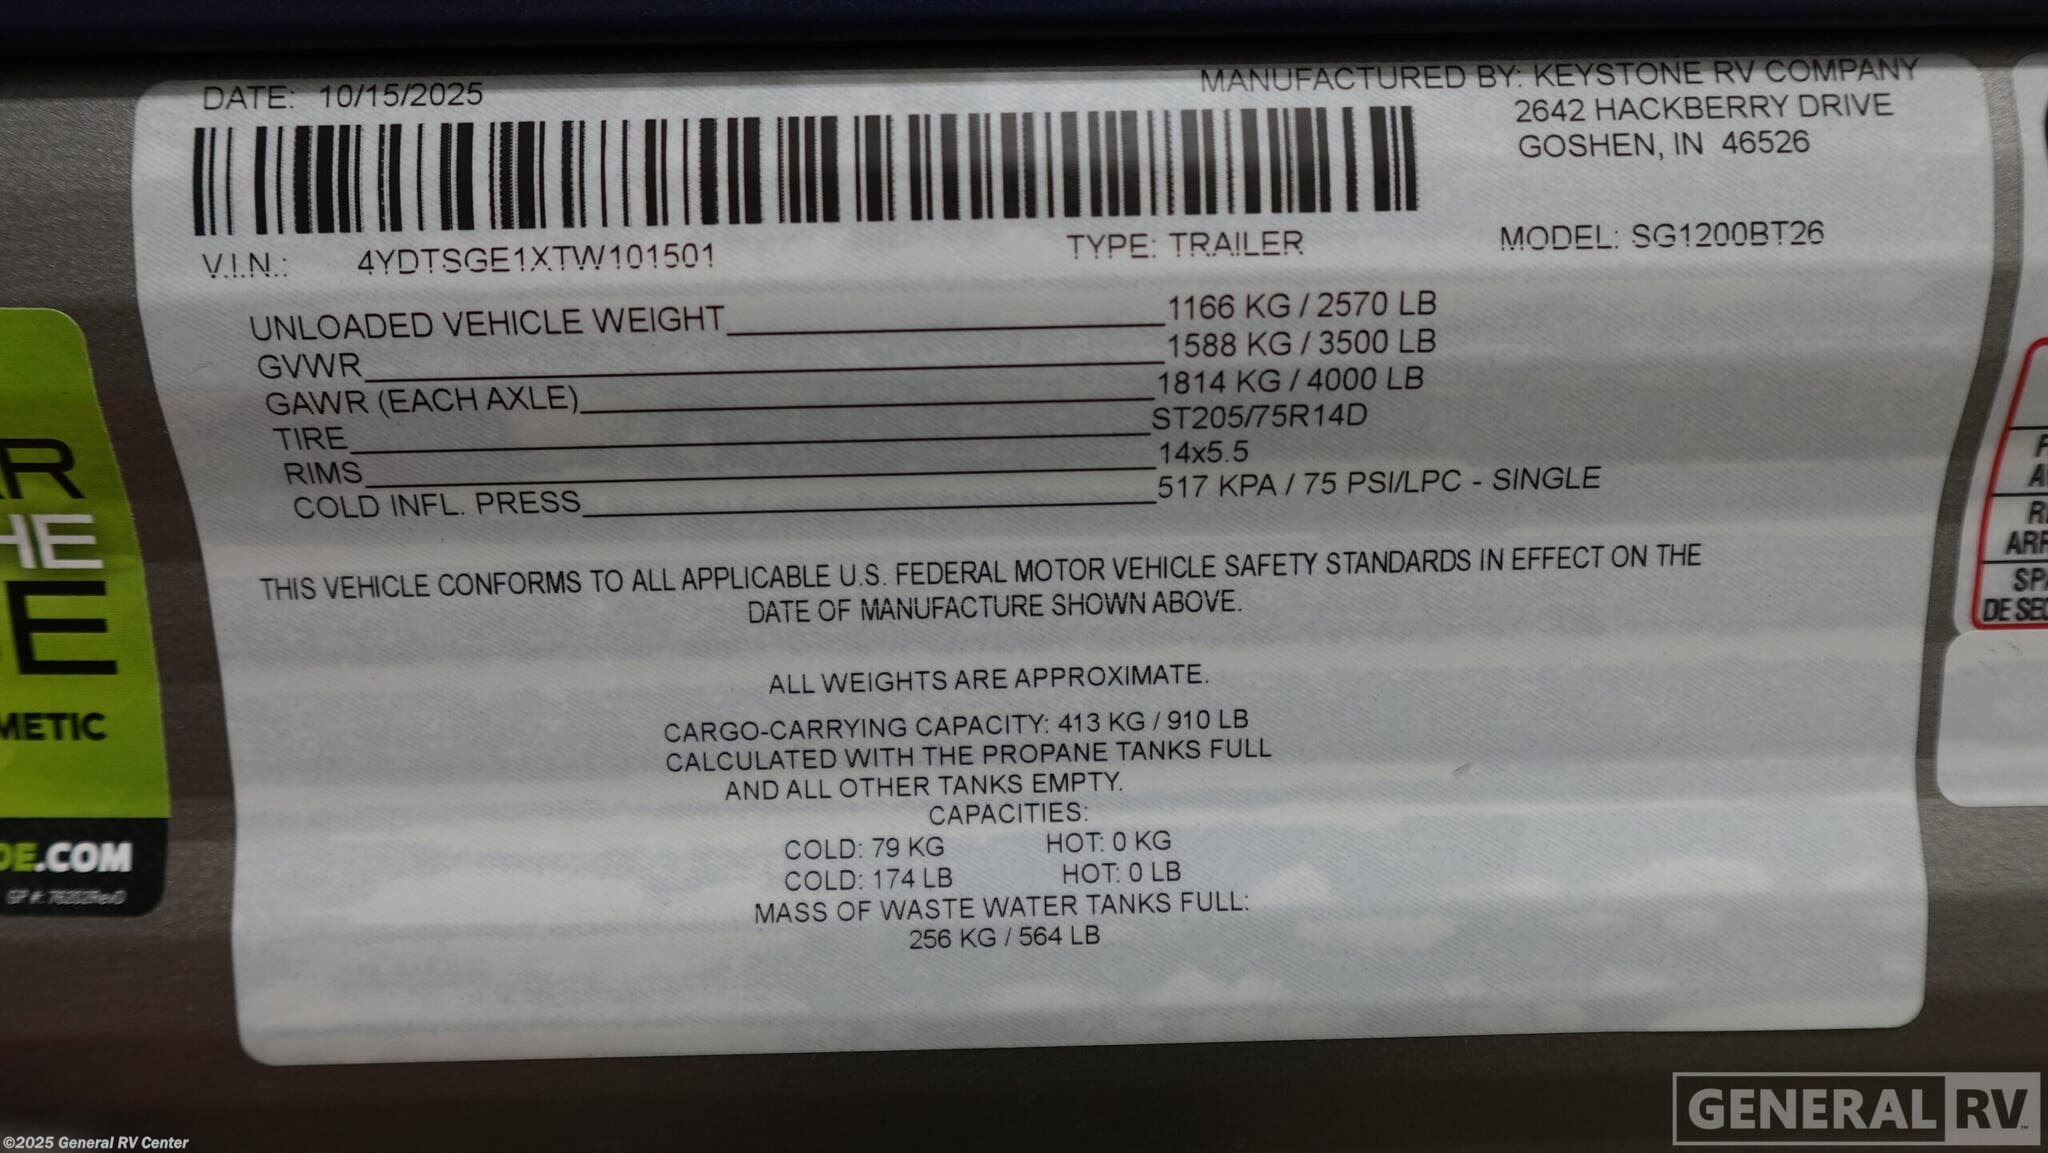 DATE: 10/15/2025
MANUFACTURED BY: KEYSTONE RV COMPANY
2642 HACKBERRY DRIVE
GOSHEN, IN 46526
V.I.N.: 4YDTSGE1XTW101501 TYPE: TRAILER MODEL: SG1200BT26
UNLOADED VEHICLE WEIGHT 1166 KG / 2570 LB
GVWR 1588 KG / 3500 LB
GAWR (EACH AXLE) 1814 KG / 4000 LB
TIRE ST205/75R14D
RIMS 14x5.5
COLD INFL. PRESS 517 KPA / 75 PSI/LPC - SINGLE
THIS VEHICLE CONFORMS TO ALL APPLICABLE U.S. FEDERAL MOTOR VEHICLE SAFETY STANDARDS IN EFFECT ON THE
DATE OF MANUFACTURE SHOWN ABOVE.
ALL WEIGHTS ARE APPROXIMATE.
CARGO-CARRYING CAPACITY: 413 KG / 910 LB
CALCULATED WITH THE PROPANE TANKS FULL
AND ALL OTHER TANKS EMPTY.
CAPACITIES:
COLD: 79 KG HOT: 0 KG
COLD: 174 LB HOT: 0 LB
MASS OF WASTE WATER TANKS FULL:
256 KG / 564 LB
AR
HE
DE
METIC
DE.COM
SP
DE SEC
GENERAL RV
©2025 General RV Center